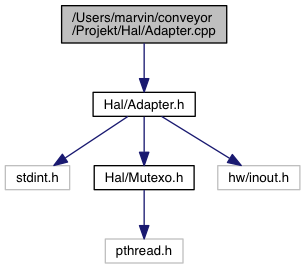 /Users/marvin/conveyor
/Projekt/Hal/Adapter.cpp
Hal/Adapter.h
stdint.h
Hal/Mutexo.h
hw/inout.h
pthread.h